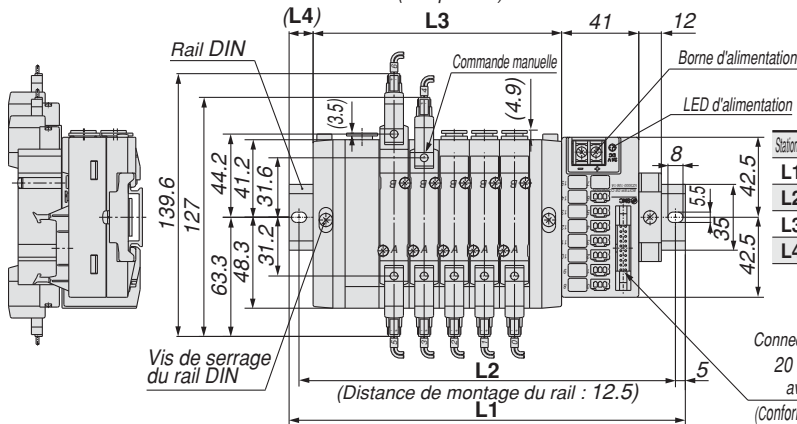 (L4)
L3
41
12
Rail DIN
Commande manuelle
Borne d'alimentation
LED d'alimentation
(3.5)
(4.9)
139.6
127
44.2
41.2
31.6
63.3
48.3
31.2
B
B
B
B
B
A
A
A
A
A
SMC
8
5.5
35
42.5
42.5
Station
L1
L2
L3
L4
Vis de serrage
du rail DIN
L2
5
(Distance de montage du rail : 12.5)
L1
20